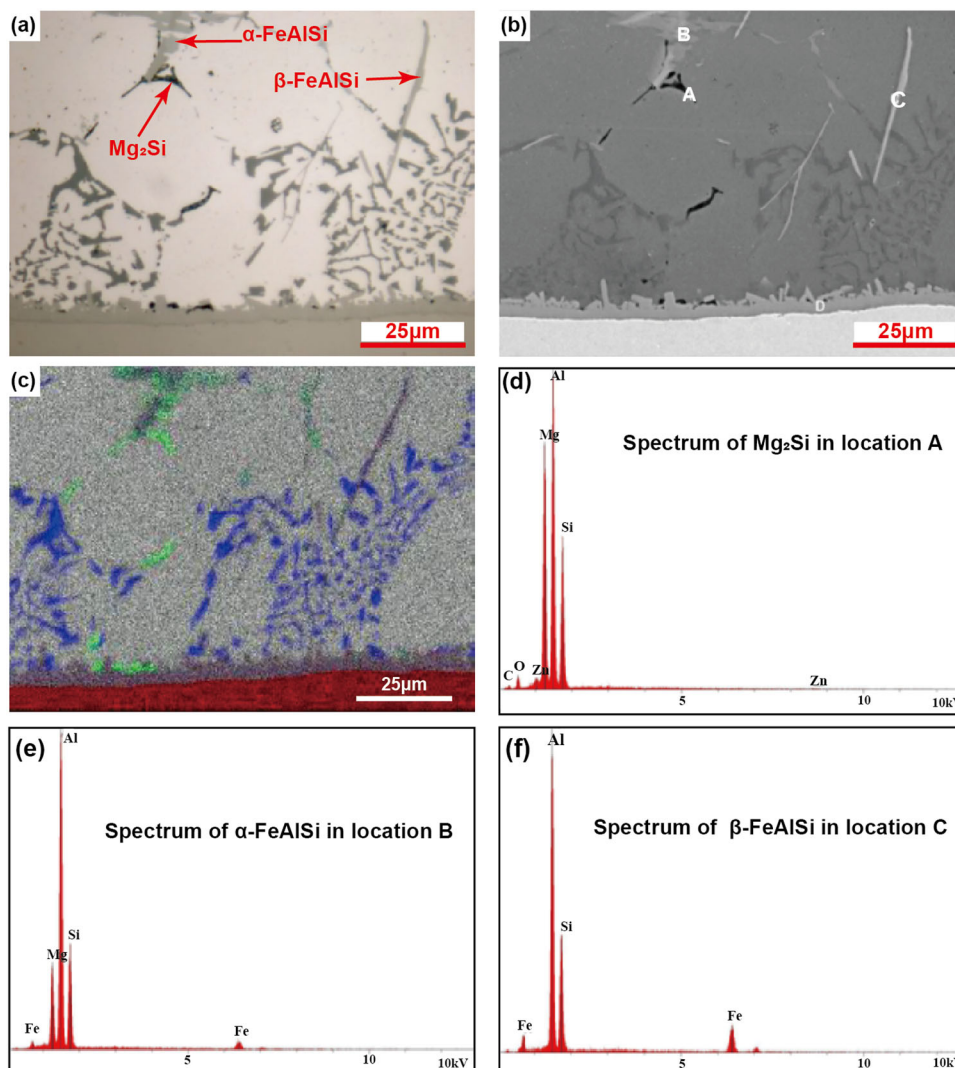 (a)
α-FeAlSi
β-FeAlSi
Mg₂Si
25μm
(b)
B
A
C
D
25μm
(c)
25μm
(d)
Al
Mg
Spectrum of Mg₂Si in location A
Si
C
O
Zn
Zn
5
10
10kV
(e)
Al
Spectrum of α-FeAlSi in location B
Si
Mg
Fe
Fe
5
10
10kV
(f)
Al
Spectrum of β-FeAlSi in location C
Si
Fe
Fe
5
10
10kV